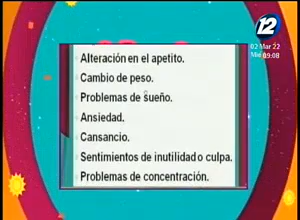 12
02 Mar 22
Mie 09:08
Alteración en el apetito.
Cambio de peso.
Problemas de sueño.
Ansiedad.
Cansancio.
Sentimientos de inutilidad o culpa.
Problemas de concentración.